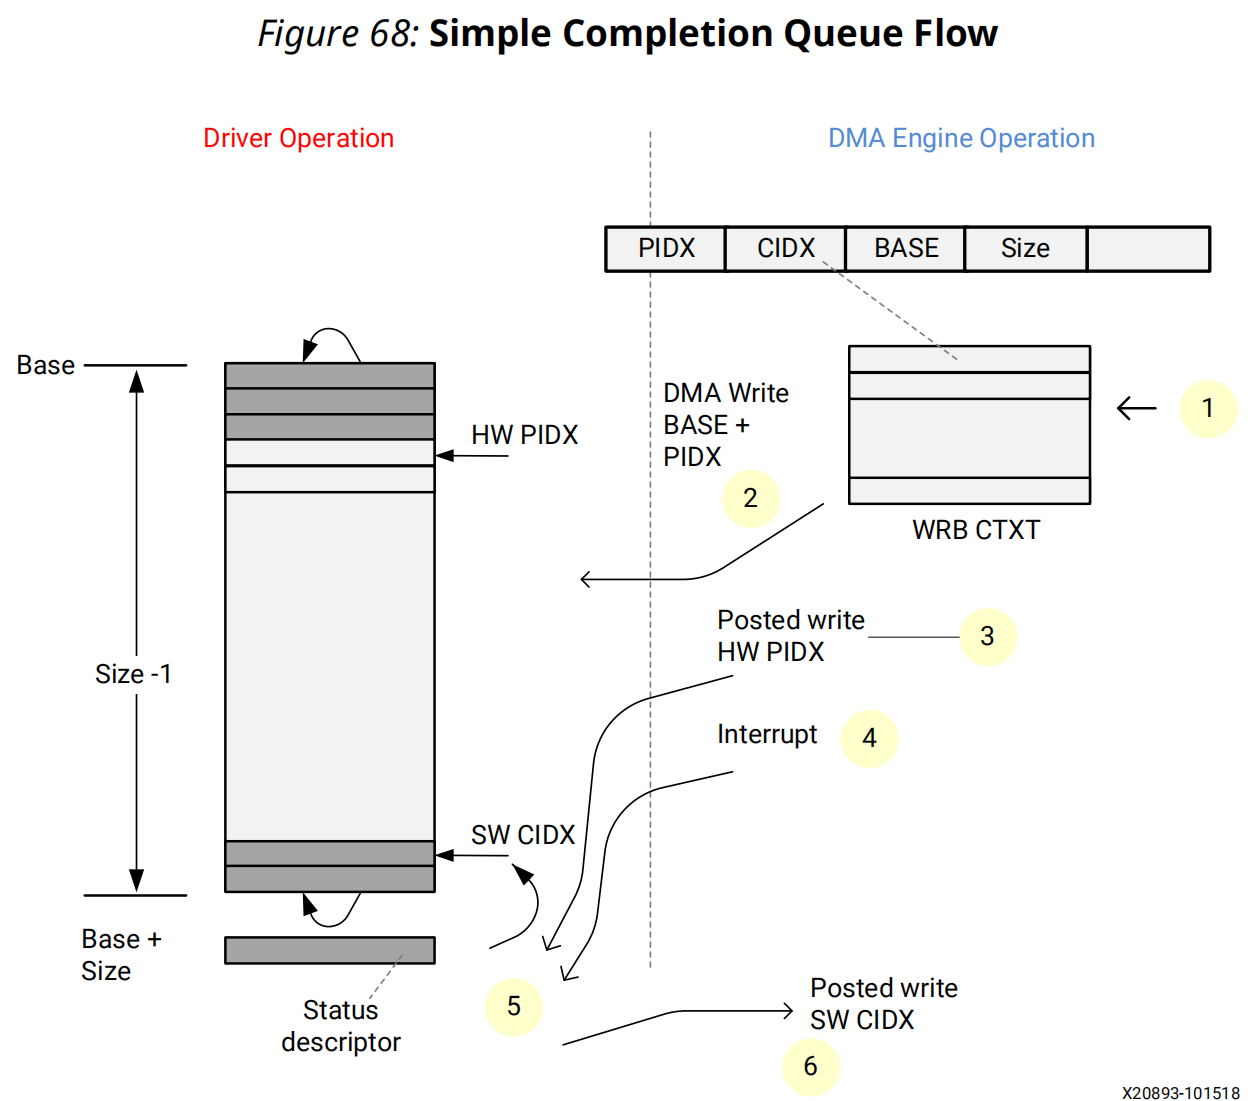 Figure 68: Simple Completion Queue Flow
Driver Operation
DMA Engine Operation
PIDX
CIDX
BASE
Size
Base
HW PIDX
DMA Write
BASE +
PIDX
1
2
WRB CTXT
Posted write
HW PIDX
3
Size -1
Interrupt
4
SW CIDX
Base +
Size
Status
descriptor
5
Posted write
SW CIDX
6
X20893-101518